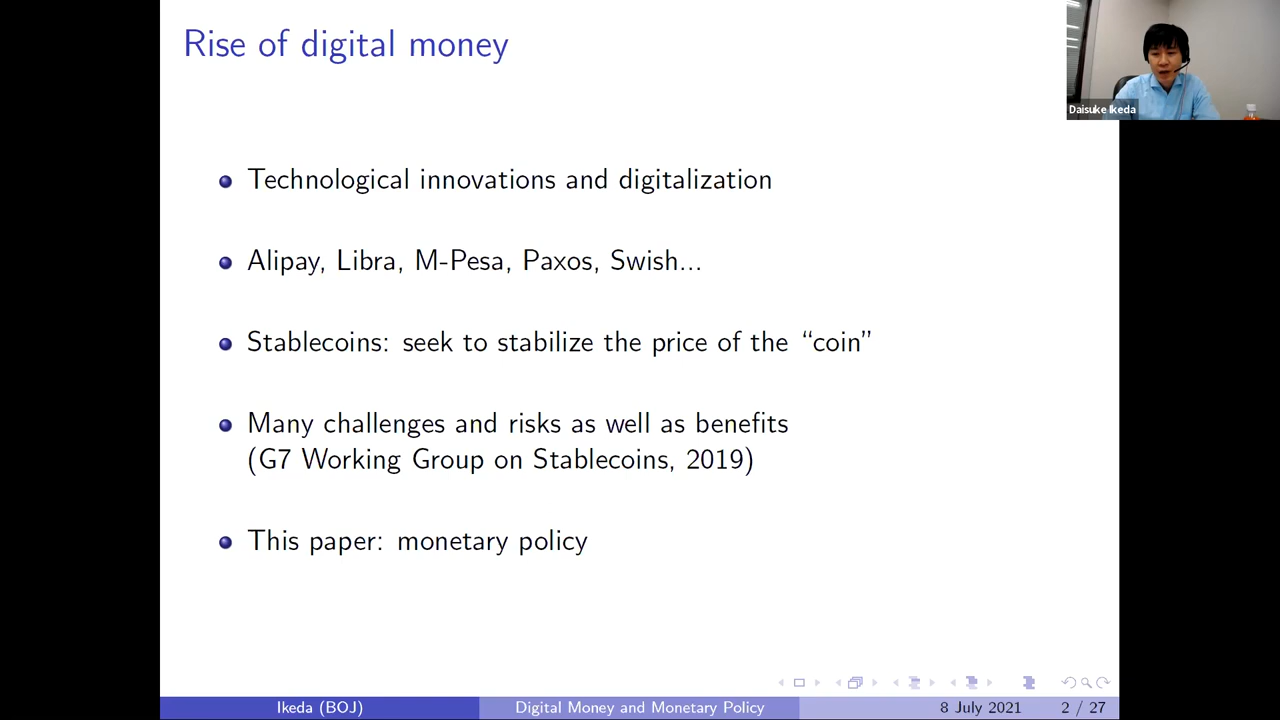 Rise of digital money
Daisuke Ikeda
Technological innovations and digitalization
Alipay, Libra, M-Pesa, Paxos, Swish...
Stablecoins: seek to stabilize the price of the “coin”
Many challenges and risks as well as benefits
(G7 Working Group on Stablecoins, 2019)
This paper: monetary policy
Ikeda (BOJ) Digital Money and Monetary Policy 8 July 2021 2 / 27